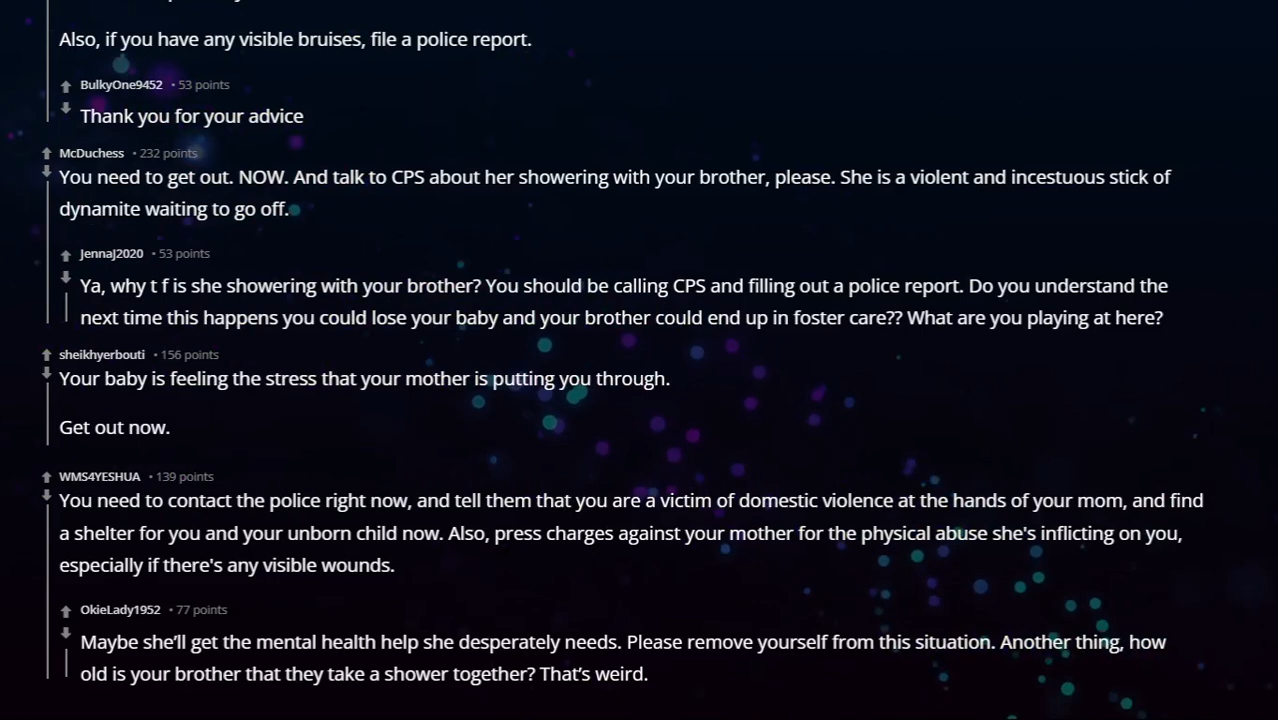 Also, if you have any visible bruises, file a police report.
BulkyOne9452 • 53 points
Thank you for your advice
McDuchess • 232 points
You need to get out. NOW. And talk to CPS about her showering with your brother, please. She is a violent and incestuous stick of
dynamite waiting to go off.
JennaJ2020 • 53 points
Ya, why t f is she showering with your brother? You should be calling CPS and filling out a police report. Do you understand the
next time this happens you could lose your baby and your brother could end up in foster care?? What are you playing at here?
sheikhyerbouti • 156 points
Your baby is feeling the stress that your mother is putting you through.
Get out now.
WMS4YESHUA • 139 points
You need to contact the police right now, and tell them that you are a victim of domestic violence at the hands of your mom, and find
a shelter for you and your unborn child now. Also, press charges against your mother for the physical abuse she's inflicting on you,
especially if there's any visible wounds.
OkieLady1952 • 77 points
Maybe she’ll get the mental health help she desperately needs. Please remove yourself from this situation. Another thing, how
old is your brother that they take a shower together? That’s weird.